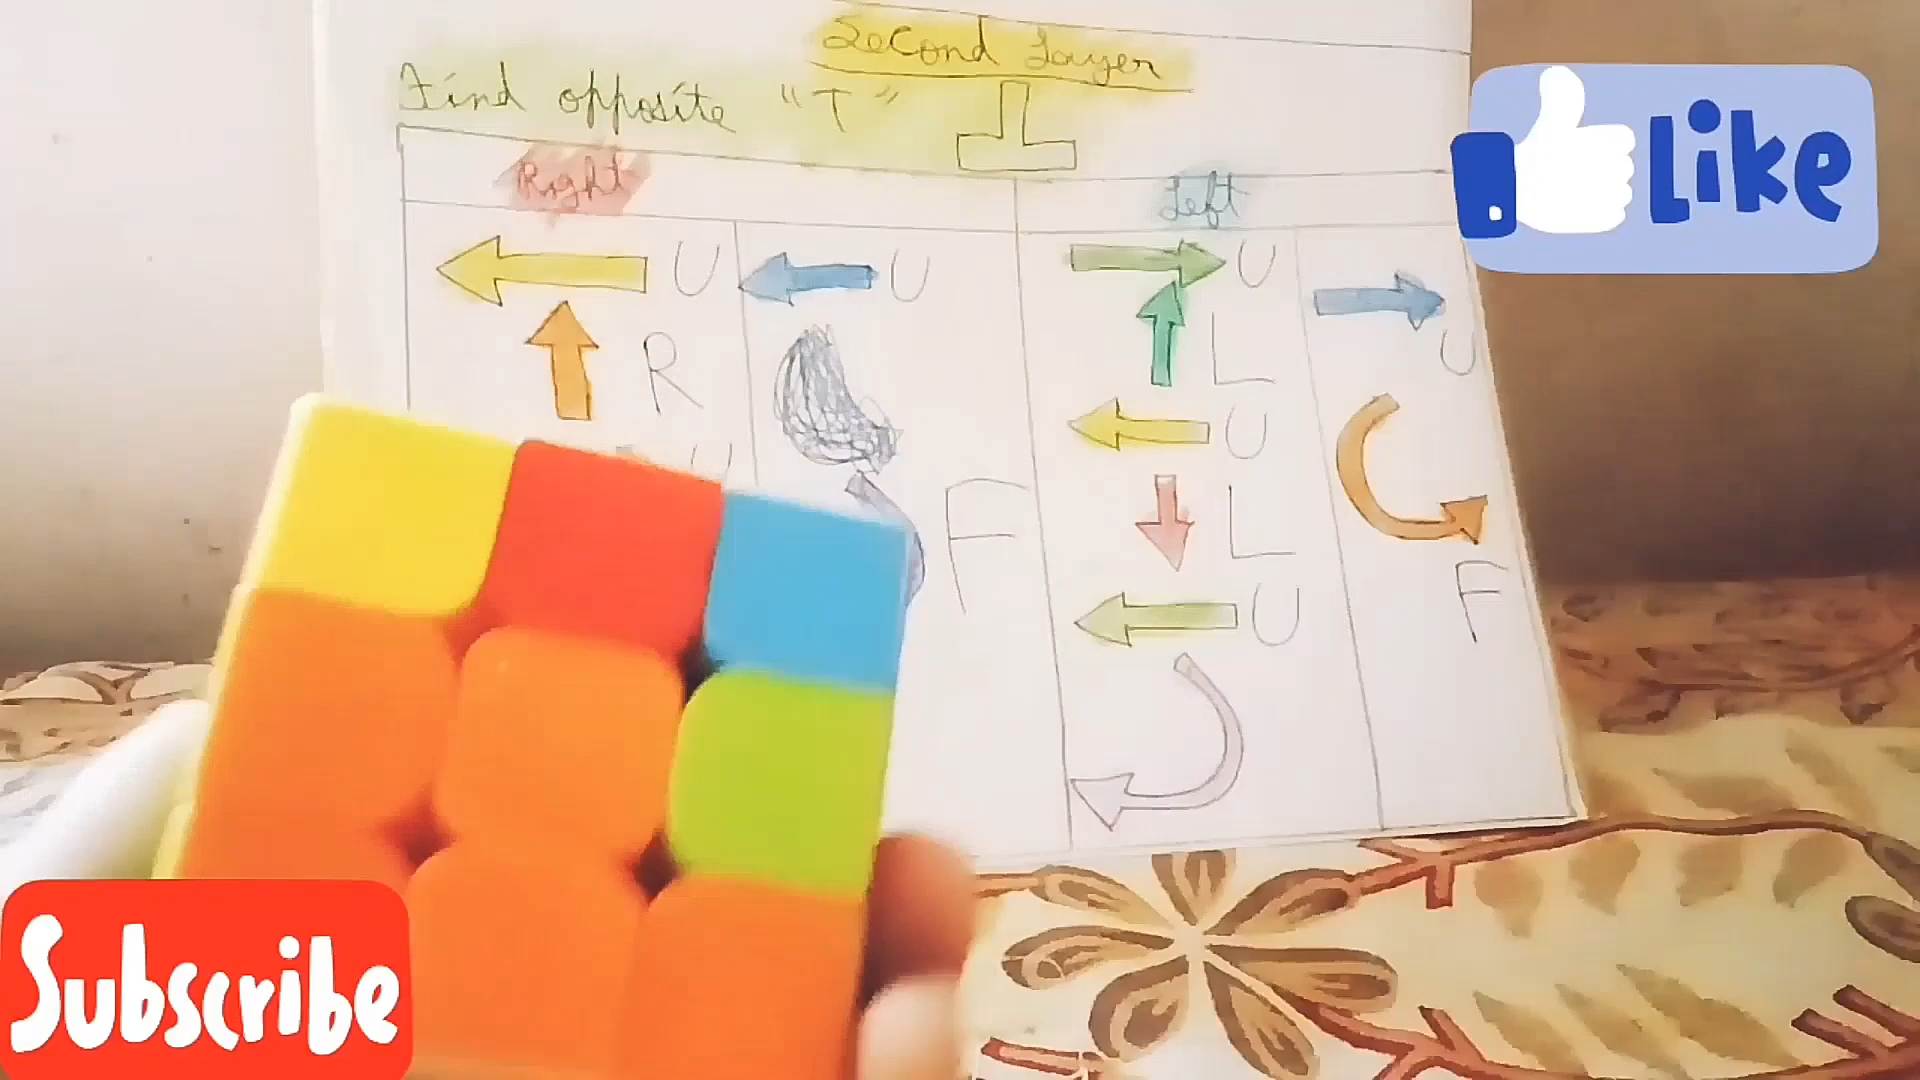 Second Layer
Find opposite "T"
Right
Left
U
U
U
U
R
L
U
F
L
F
U
Like
Subscribe